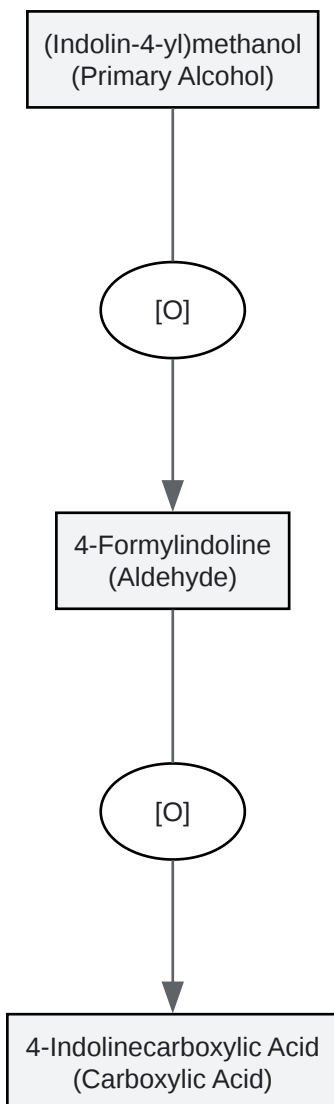 (Indolin-4-yl)methanol
(Primary Alcohol)
[O]
4-Formylindoline
(Aldehyde)
[O]
4-Indolinecarboxylic Acid
(Carboxylic Acid)